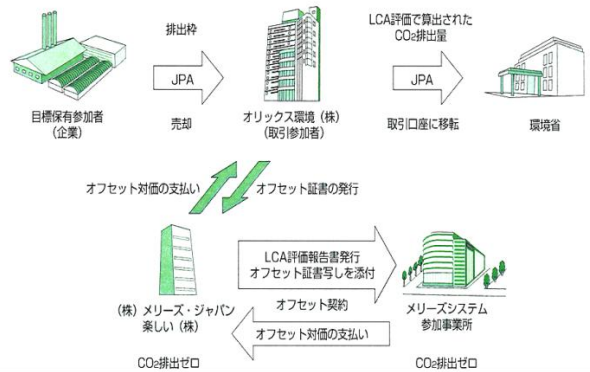 排出枠
JPA
売却
LCA評価で算出された
CO2排出量
JPA
取引口座に移転
目標保有参加者
(企業)
オリックス環境(株)
(取引参加者)
環境省
オフセット対価の支払い
オフセット証書の発行
LCA評価報告書発行
オフセット証書写しを添付
オフセット契約
オフセット対価の支払い
(株)メリーズ・ジャパン
楽しい(株)
メリーズシステム
参加事業所
CO2排出ゼロ
CO2排出ゼロ